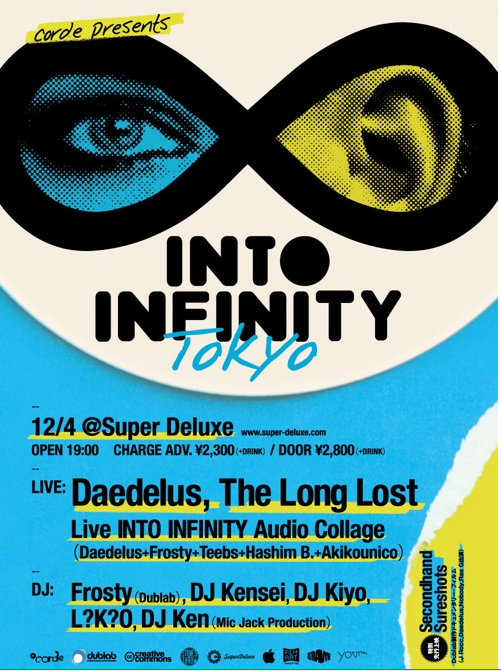 corde presents
INTO
INFINITY
Tokyo
12/4 @Super Deluxe www.super-deluxe.com
OPEN 19:00 CHARGE ADV. ¥2,300 (+DRINK) / DOOR ¥2,800 (+DRINK)
LIVE: Daedelus, The Long Lost
Live INTO INFINITY Audio Collage
(Daedelus+Frosty+Teebs+Hashim B.+Akikounico)
DJ: Frosty (Dublab), DJ Kensei, DJ Kiyo,
L?K?O, DJ Ken (Mic Jack Production)
Secondhand
Sureshots
corde
dublab
creative
commons
SuperDeluxe